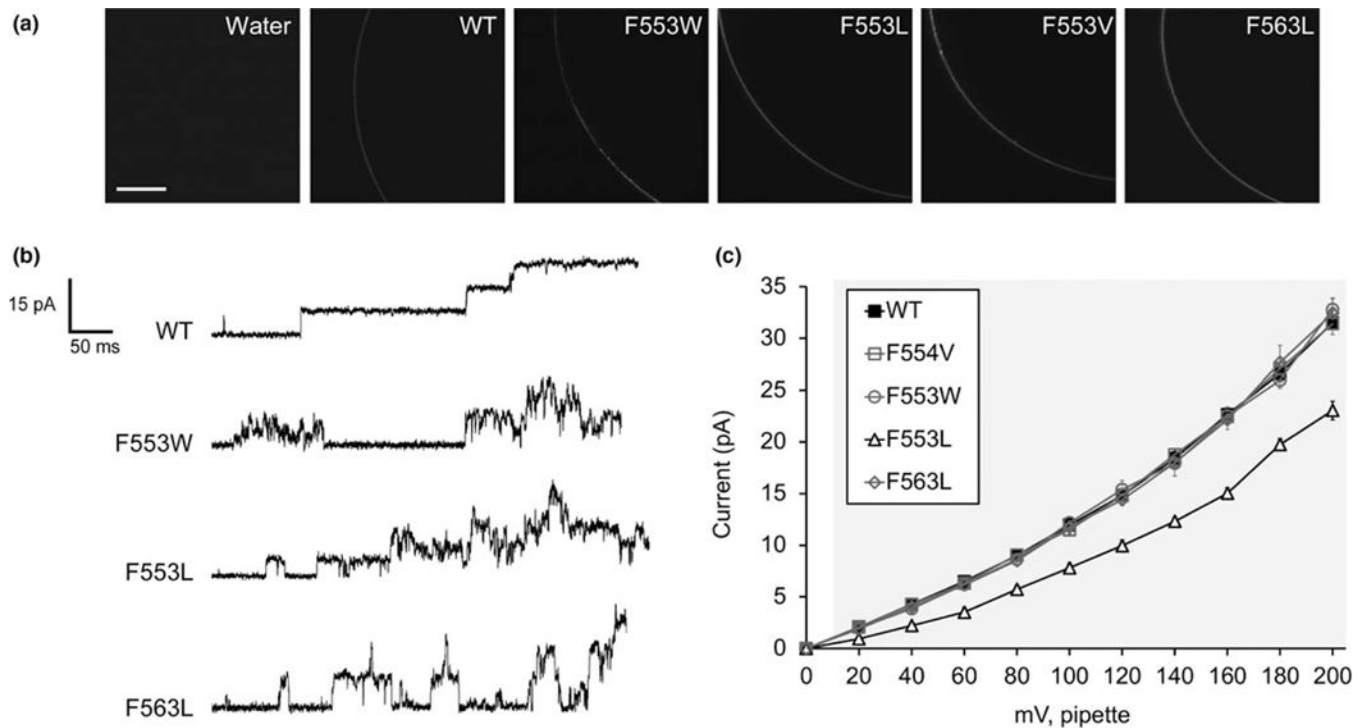 (a)
Water
WT
F553W
F553L
F553V
F563L
(b)
15 pA
50 ms
WT
F553W
F553L
F563L
(c)
Current (pA)
35
30
25
20
15
10
5
0
WT
F554V
F553W
F553L
F563L
0 20 40 60 80 100 120 140 160 180 200
mV, pipette